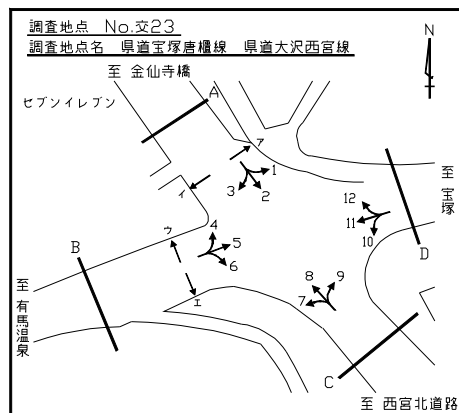 調査地点 No.交23
調査地点名 県道宝塚唐櫃線 県道大沢西宮線
至 金仙寺橋
N
セブンイレブン
A
ア
1
2
3
イ
12
11
10
至 宝塚
ウ
4
5
6
B
D
エ
8
9
7
至 有馬温泉
C
至 西宮北道路